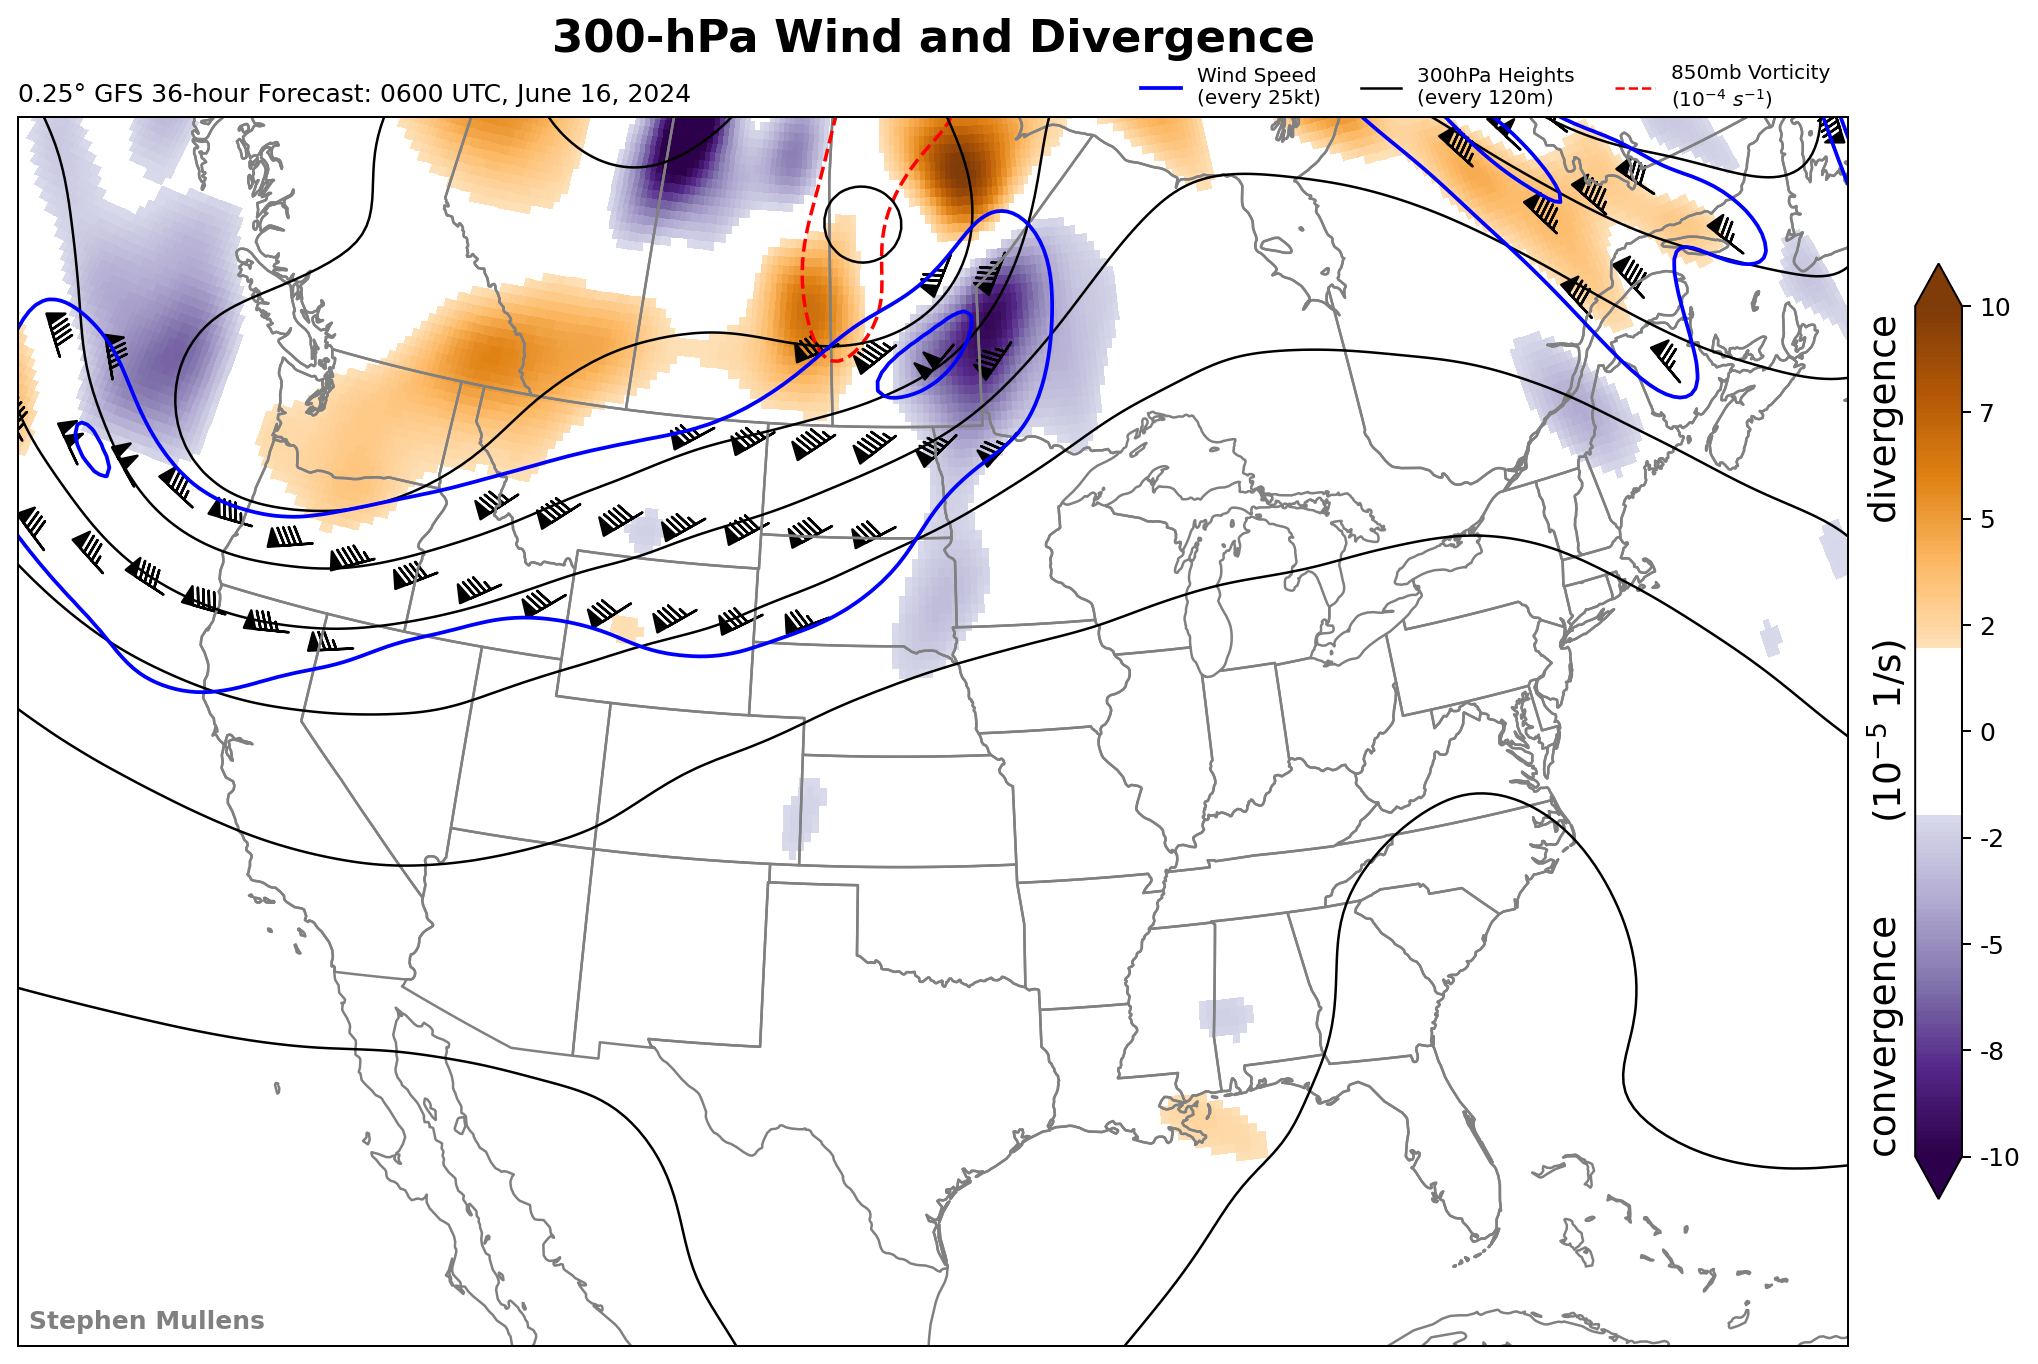 300-hPa Wind and Divergence
0.25° GFS 36-hour Forecast: 0600 UTC, June 16, 2024
Wind Speed
(every 25kt)
300hPa Heights
(every 120m)
850mb Vorticity
(10⁻⁴ s⁻¹)
10
7
5
2
0
-2
-5
-8
-10
convergence (10⁻⁵ 1/s) divergence
Stephen Mullens